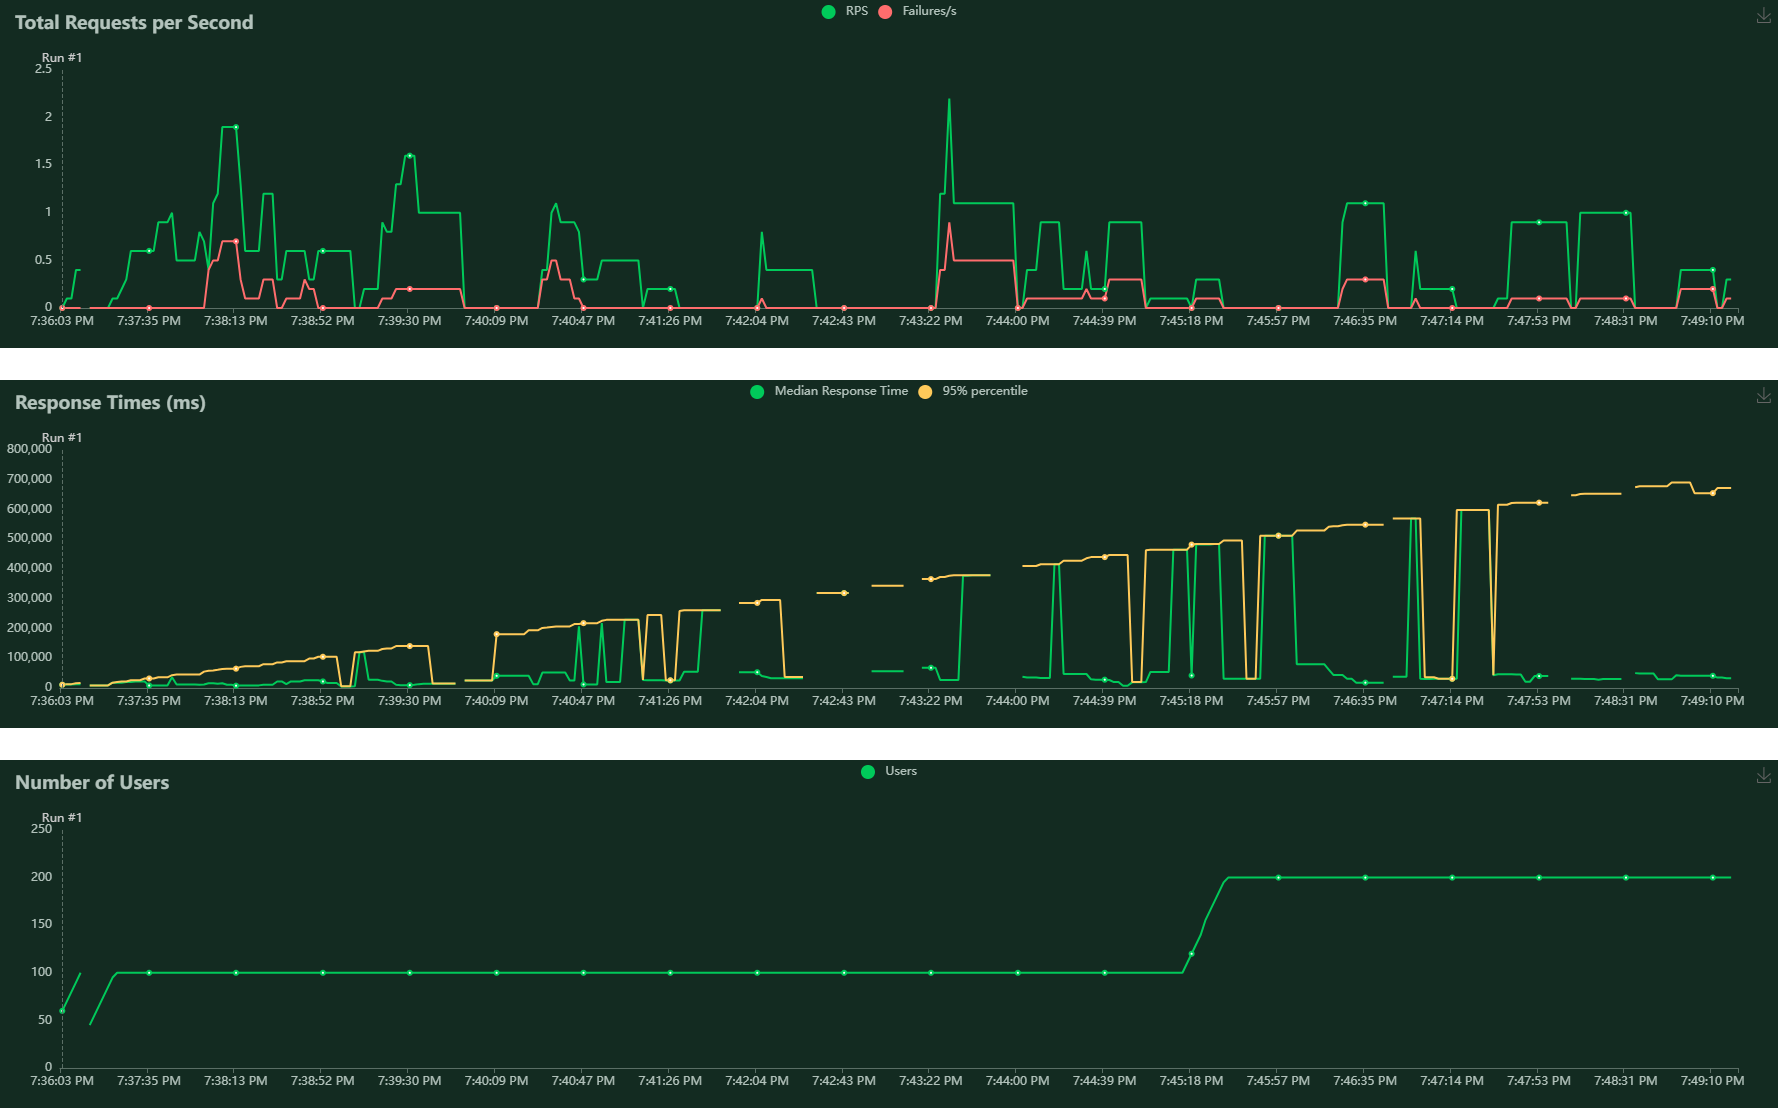 Total Requests per Second
RPS Failures/s
Run #1
2.5
2
1.5
1
0.5
0
7:36:03 PM 7:37:35 PM 7:38:13 PM 7:38:52 PM 7:39:30 PM 7:40:09 PM 7:40:47 PM 7:41:26 PM 7:42:04 PM 7:42:43 PM 7:43:22 PM 7:44:00 PM 7:44:39 PM 7:45:18 PM 7:45:57 PM 7:46:35 PM 7:47:14 PM 7:47:53 PM 7:48:31 PM 7:49:10 PM
Response Times (ms)
Median Response Time 95% percentile
Run #1
800,000
700,000
600,000
500,000
400,000
300,000
200,000
100,000
0
7:36:03 PM 7:37:35 PM 7:38:13 PM 7:38:52 PM 7:39:30 PM 7:40:09 PM 7:40:47 PM 7:41:26 PM 7:42:04 PM 7:42:43 PM 7:43:22 PM 7:44:00 PM 7:44:39 PM 7:45:18 PM 7:45:57 PM 7:46:35 PM 7:47:14 PM 7:47:53 PM 7:48:31 PM 7:49:10 PM
Number of Users
Users
Run #1
250
200
150
100
50
0
7:36:03 PM 7:37:35 PM 7:38:13 PM 7:38:52 PM 7:39:30 PM 7:40:09 PM 7:40:47 PM 7:41:26 PM 7:42:04 PM 7:42:43 PM 7:43:22 PM 7:44:00 PM 7:44:39 PM 7:45:18 PM 7:45:57 PM 7:46:35 PM 7:47:14 PM 7:47:53 PM 7:48:31 PM 7:49:10 PM